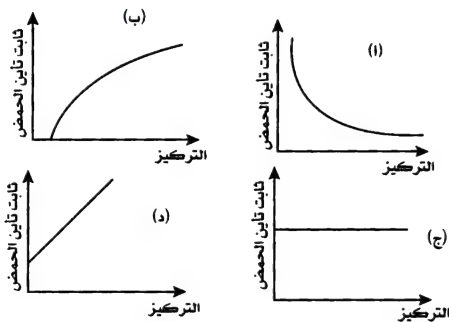 (ا)
ثابت تأين الحمض
التركيز
(ب)
ثابت تأين الحمض
التركيز
(ج)
ثابت تأين الحمض
التركيز
(د)
ثابت تأين الحمض
التركيز